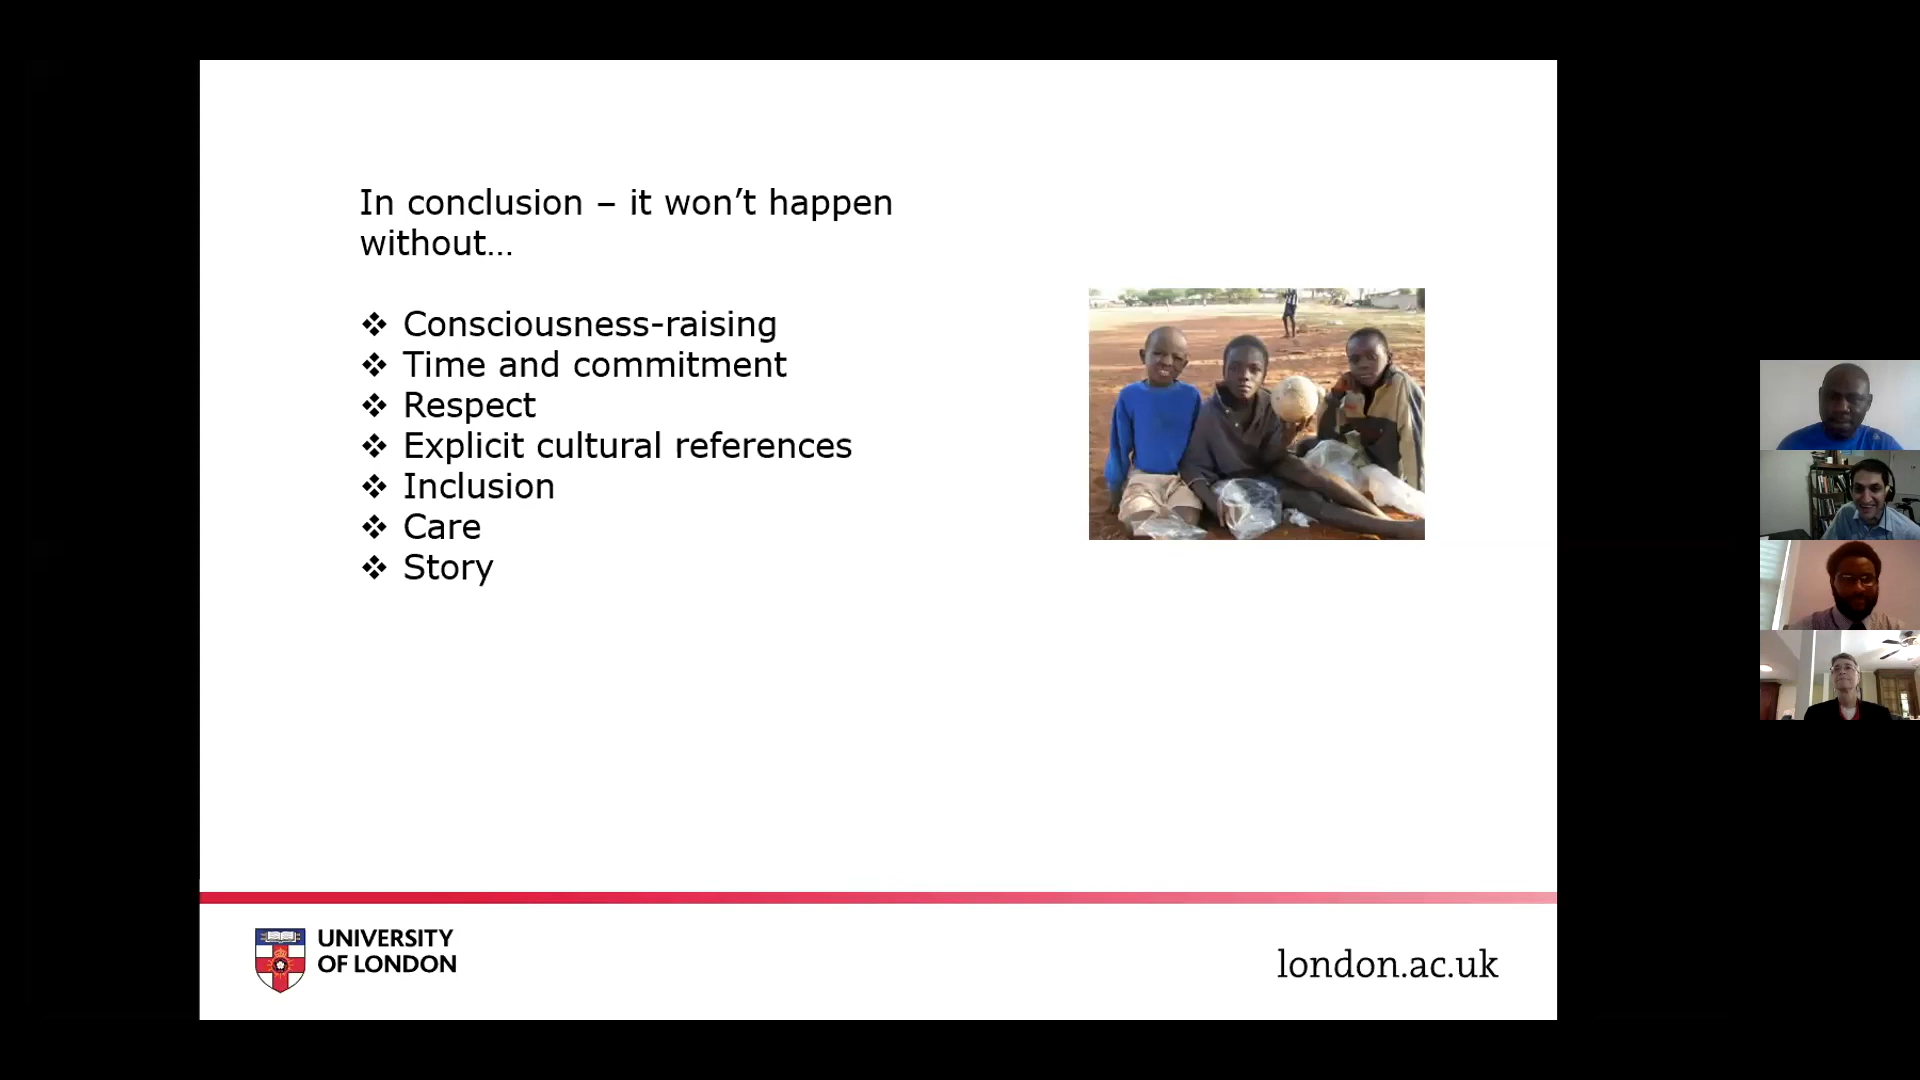 In conclusion – it won’t happen
without…
❖ Consciousness-raising
❖ Time and commitment
❖ Respect
❖ Explicit cultural references
❖ Inclusion
❖ Care
❖ Story
UNIVERSITY
OF LONDON
london.ac.uk